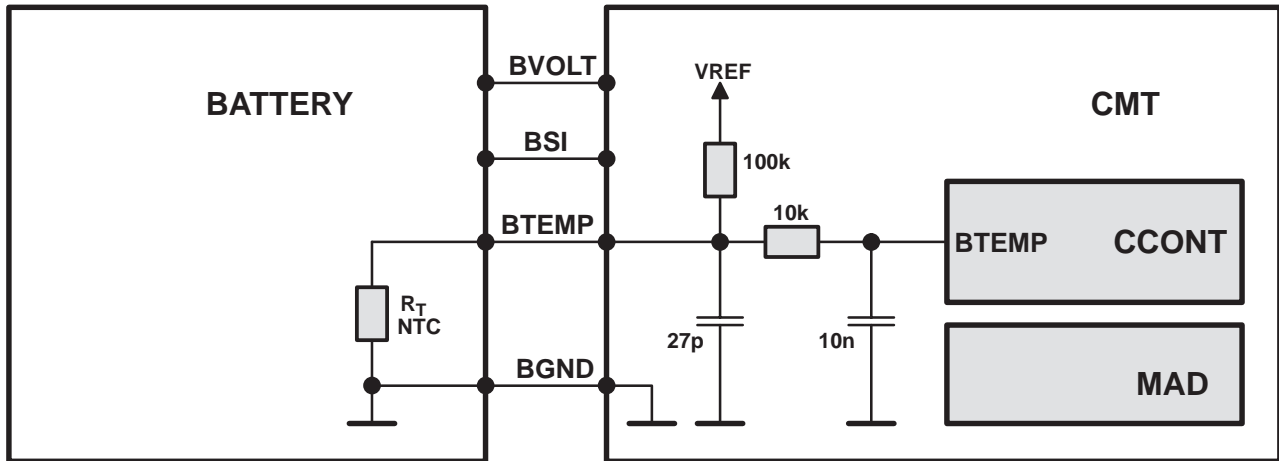 BVOLT
VREF
BATTERY
CMT
BSI
100k
10k
BTEMP
BTEMP
CCONT
RT
NTC
27p
10n
BGND
MAD